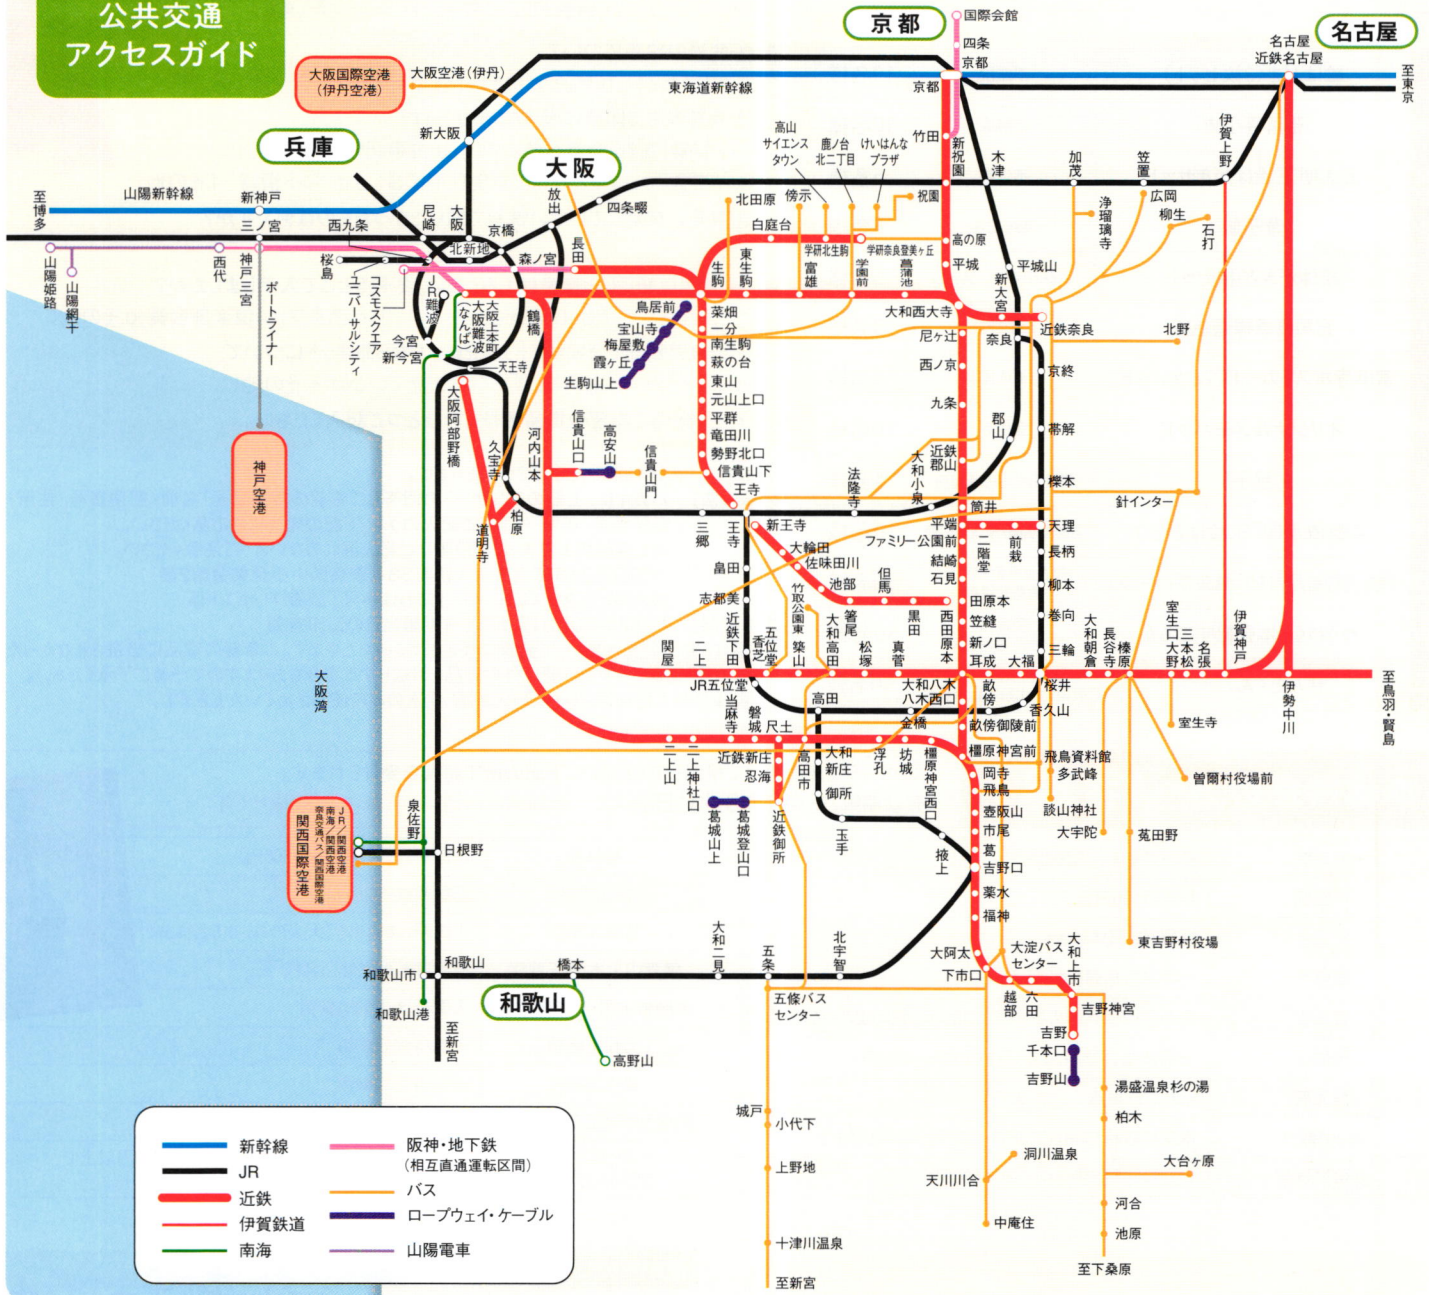 公共交通
アクセスガイド
京都
名古屋
兵庫
大阪
和歌山
大阪国際空港
(伊丹空港)
大阪空港(伊丹)
国際会館
四条
京都
京都
名古屋
近鉄名古屋
至東京
東海道新幹線
新大阪
竹田
新祝園
木津
加茂
笠置
伊賀上野
高山
サイエンス
タウン
鹿ノ台
北二丁目
けいはんな
プラザ
広岡
柳生
石打
浄瑠璃寺
至博多
山陽新幹線
新神戸
三ノ宮
西九条
尼崎
大阪
北新地
京橋
放出
四条畷
長田
森ノ宮
北田原
傍示
祝園
白庭台
学研北生駒
学研奈良登美ヶ丘
高の原
平城
平城山
山陽姫路
山陽網干
西代
神戸三宮
ポートライナー
桜島
ユニバーサルシティ
コスモスクエア
JR難波
大阪難波
(なんば)
大阪上本町
鶴橋
今宮
新今宮
天王寺
生駒
東生駒
富雄
学園前
菖蒲池
大和西大寺
新大宮
近鉄奈良
奈良
北野
鳥居前
宝山寺
梅屋敷
霞ヶ丘
生駒山上
菜畑
一分
南生駒
萩の台
東山
元山上口
平群
竜田川
勢野北口
信貴山下
王寺
尼ヶ辻
西ノ京
九条
近鉄郡山
郡山
大和小泉
法隆寺
京終
帯解
櫟本
針インター
神戸空港
大阪阿部野橋
久宝寺
河内山本
信貴山口
高安山
信貴山門
柏原
道明寺
三郷
王寺
新王寺
大輪田
佐味田川
池部
箸尾
但馬
黒田
西田原本
筒井
平端
ファミリー公園前
結崎
石見
田原本
笠縫
新ノ口
二階堂
前栽
天理
長柄
柳本
巻向
三輪
畠田
志都美
近鉄下田
香芝
五位堂
竹取公園東
築山
大和高田
松塚
真菅
関屋
二上
JR五位堂
大和八木
八木西口
耳成
大福
桜井
大和朝倉
長谷寺
榛原
室生口大野
三本松
名張
伊賀神戸
伊勢中川
至鳥羽・賢島
高田
金橋
畝傍
香久山
畝傍御陵前
橿原神宮前
飛鳥資料館
多武峰
談山神社
室生寺
曽爾村役場前
大宇陀
菟田野
東吉野村役場
大阪湾
当麻寺
磐城
尺土
二上山
二上神社口
近鉄新庄
忍海
高田市
大和新庄
浮孔
坊城
橿原神宮西口
岡寺
飛鳥
壺阪山
市尾
葛
吉野口
薬水
福神
大阿太
下市口
大淀バス
センター
越部
六田
大和上市
吉野神宮
吉野
千本口
吉野山
葛城山上
葛城登山口
近鉄御所
御所
玉手
掖上
関西国際空港
JR/関西空港
南海/関西空港
奈良交通バス/関西国際空港
泉佐野
日根野
和歌山市
和歌山
和歌山港
至新宮
橋本
高野山
大和二見
五条
北宇智
五條バス
センター
城戸
小代下
上野地
十津川温泉
至新宮
洞川温泉
天川川合
中庵住
湯盛温泉杉の湯
柏木
大台ヶ原
河合
池原
至下桑原
新幹線
JR
近鉄
伊賀鉄道
南海
阪神・地下鉄
(相互直通運転区間)
バス
ロープウェイ・ケーブル
山陽電車